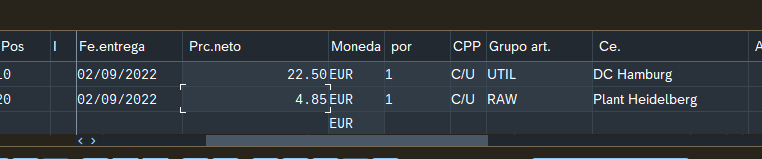 Pos I Fe.entrega Prc.neto Moneda por CPP Grupo art. Ce. A
10 02/09/2022 22.50 EUR 1 C/U UTIL DC Hamburg
20 02/09/2022 4.85 EUR 1 C/U RAW Plant Heidelberg
EUR